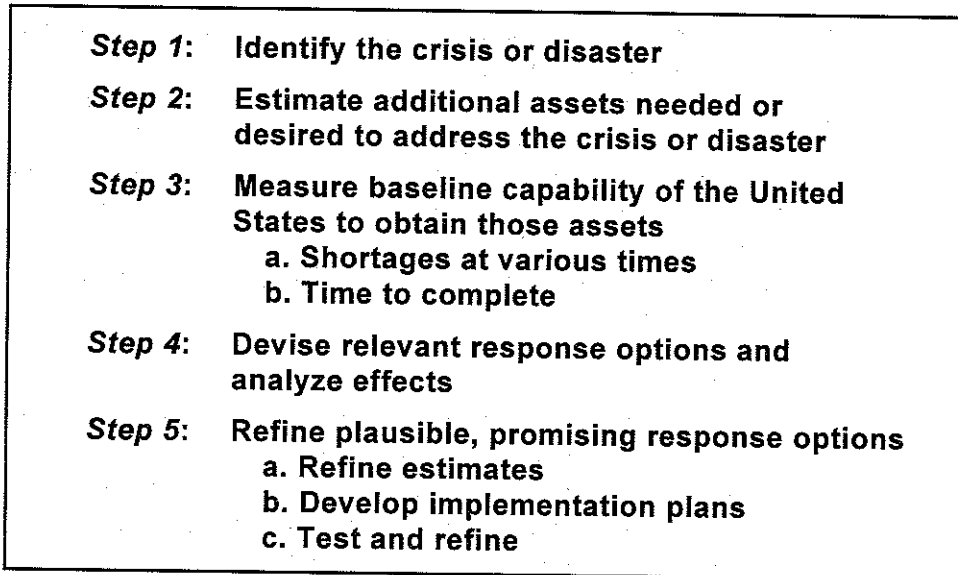 Step 1: Identify the crisis or disaster
Step 2: Estimate additional assets needed or
desired to address the crisis or disaster
Step 3: Measure baseline capability of the United
States to obtain those assets
a. Shortages at various times
b. Time to complete
Step 4: Devise relevant response options and
analyze effects
Step 5: Refine plausible, promising response options
a. Refine estimates
b. Develop implementation plans
c. Test and refine